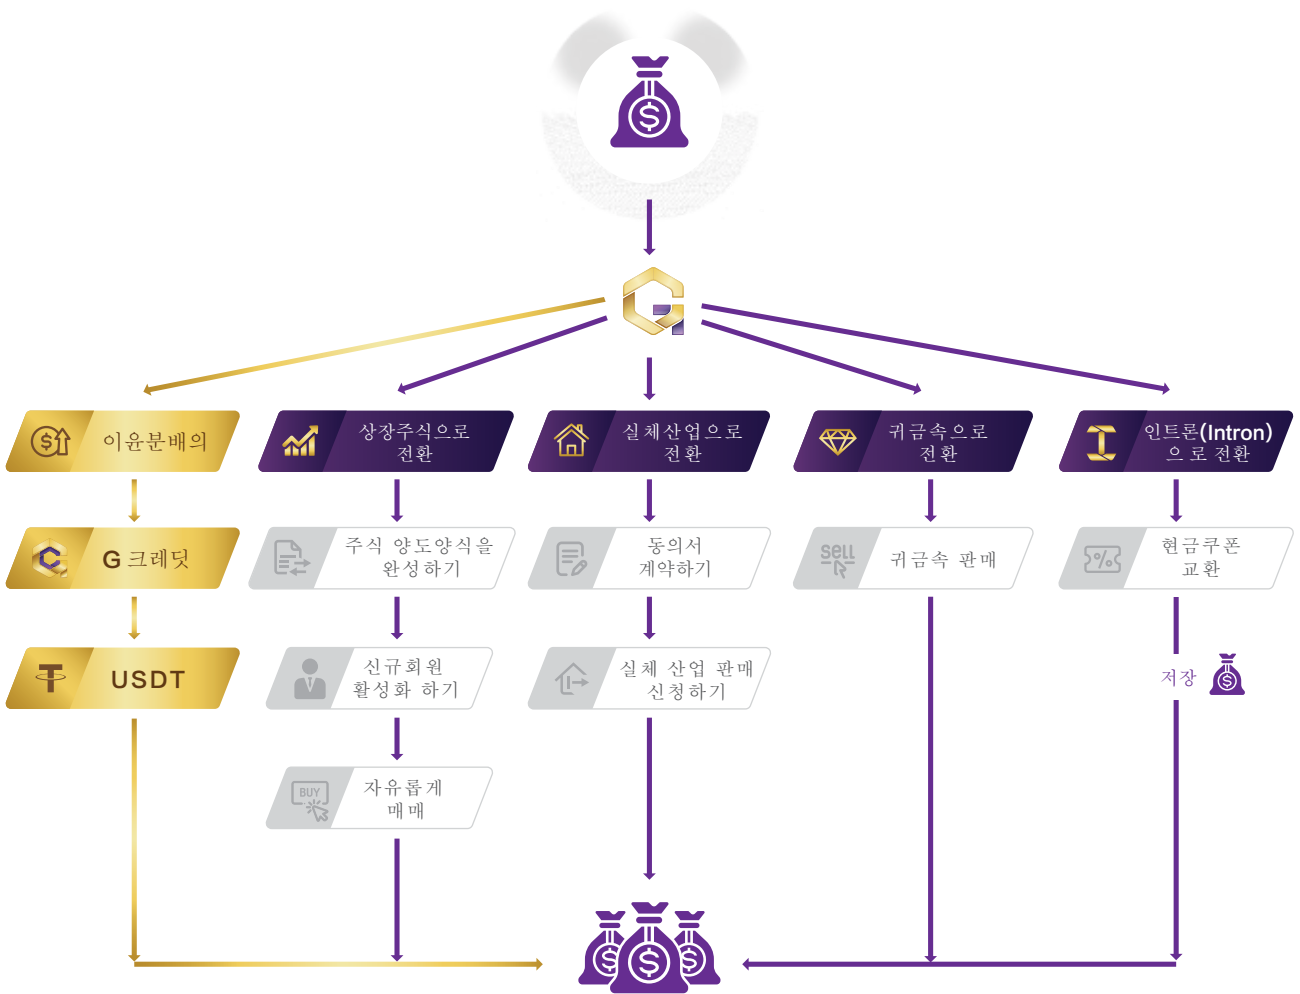 이윤분배의
상장주식으로
전환
실체산업으로
전환
귀금속으로
전환
인트론(Intron)
으로전환
G 크레딧
주식 양도양식을
완성하기
동의서
계약하기
sell
귀금속 판매
현금쿠폰
교환
USDT
신규회원
활성화 하기
실체 산업 판매
신청하기
저장
BUY
자유롭게
매매